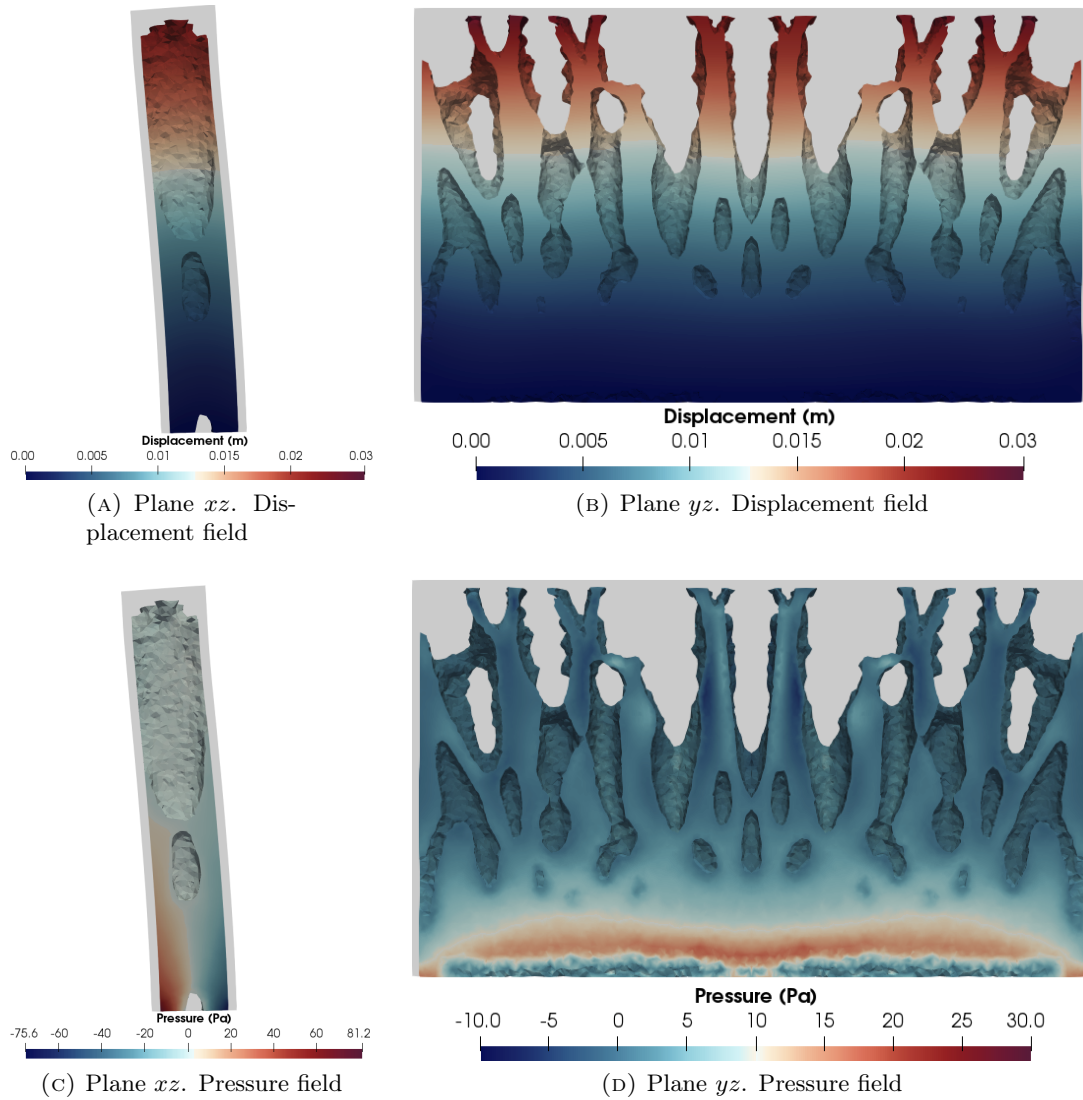 Displacement (m)
0.00 0.005 0.01 0.015 0.02 0.03
(A) Plane xz. Dis-
placement field
Displacement (m)
0.00 0.005 0.01 0.015 0.02 0.03
(B) Plane yz. Displacement field
Pressure (Pa)
-75.6 -60 -40 -20 0 20 40 60 81.2
(C) Plane xz. Pressure field
Pressure (Pa)
-10.0 -5 0 5 10 15 20 25 30.0
(D) Plane yz. Pressure field